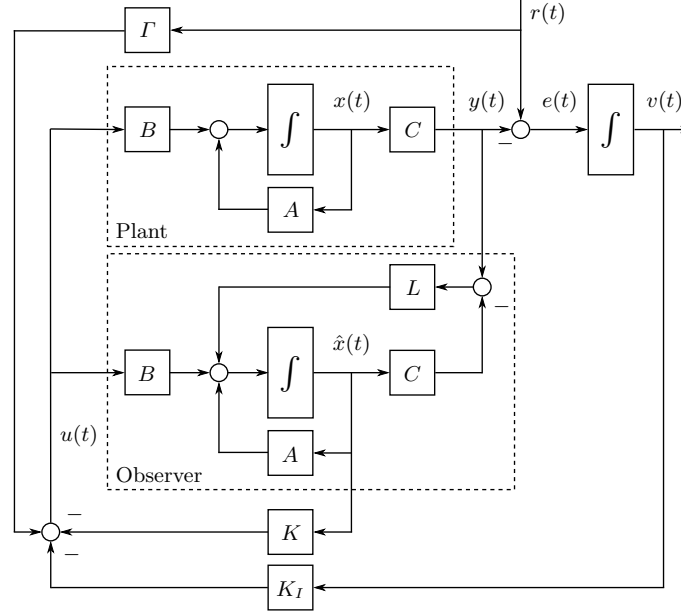 r(t)
Γ
x(t)
y(t)
e(t)
v(t)
B
∫
C
−
∫
A
Plant
L
−
x̂(t)
B
∫
C
u(t)
A
Observer
−
K
−
K_I